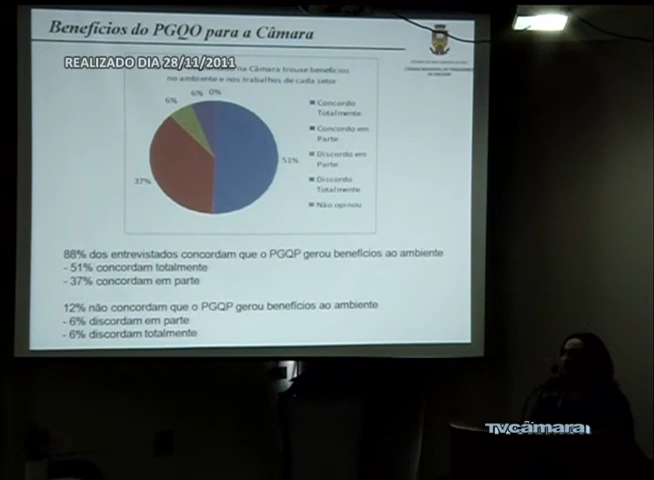 TVcâmara
Benefícios do PGQO para a Câmara
REALIZADO DIA 28/11/2011
na Câmara trouxe benefícios
no ambiente e nos trabalhos de cada setor
6%
6%
0%
51%
37%
Concordo
Totalmente
Concordo em
Parte
Discordo em
Parte
Discordo
Totalmente
Não opinou
88% dos entrevistados concordam que o PGQP gerou benefícios ao ambiente
- 51% concordam totalmente
- 37% concordam em parte
12% não concordam que o PGQP gerou benefícios ao ambiente
- 6% discordam em parte
- 6% discordam totalmente
TVcâmara